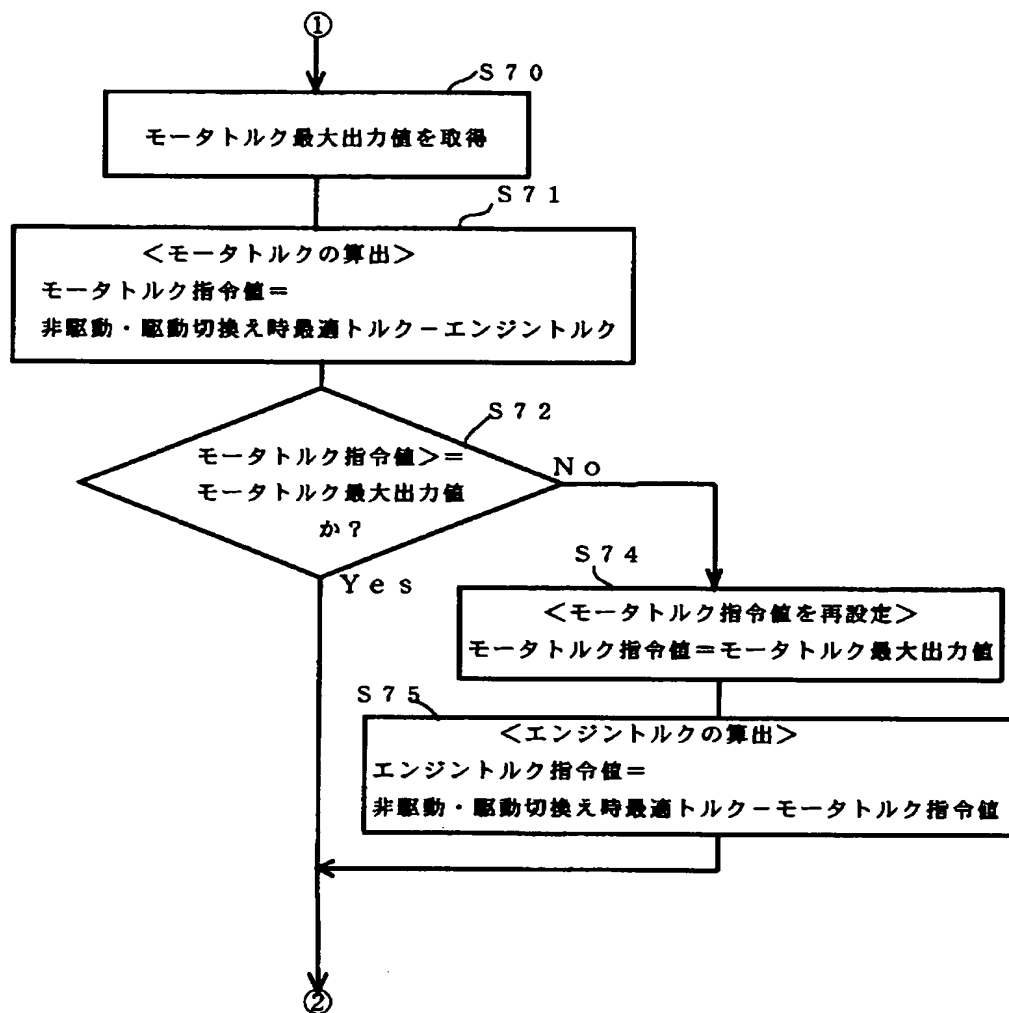 ①
S70
モータトルク最大出力値を取得
S71
<モータトルクの算出>
モータトルク指令値=
非駆動・駆動切換え時最適トルク-エンジントルク
S72
モータトルク指令値>=
モータトルク最大出力値
か?
No
Yes
S74
<モータトルク指令値を再設定>
モータトルク指令値=モータトルク最大出力値
S75
<エンジントルクの算出>
エンジントルク指令値=
非駆動・駆動切換え時最適トルク-モータトルク指令値
②